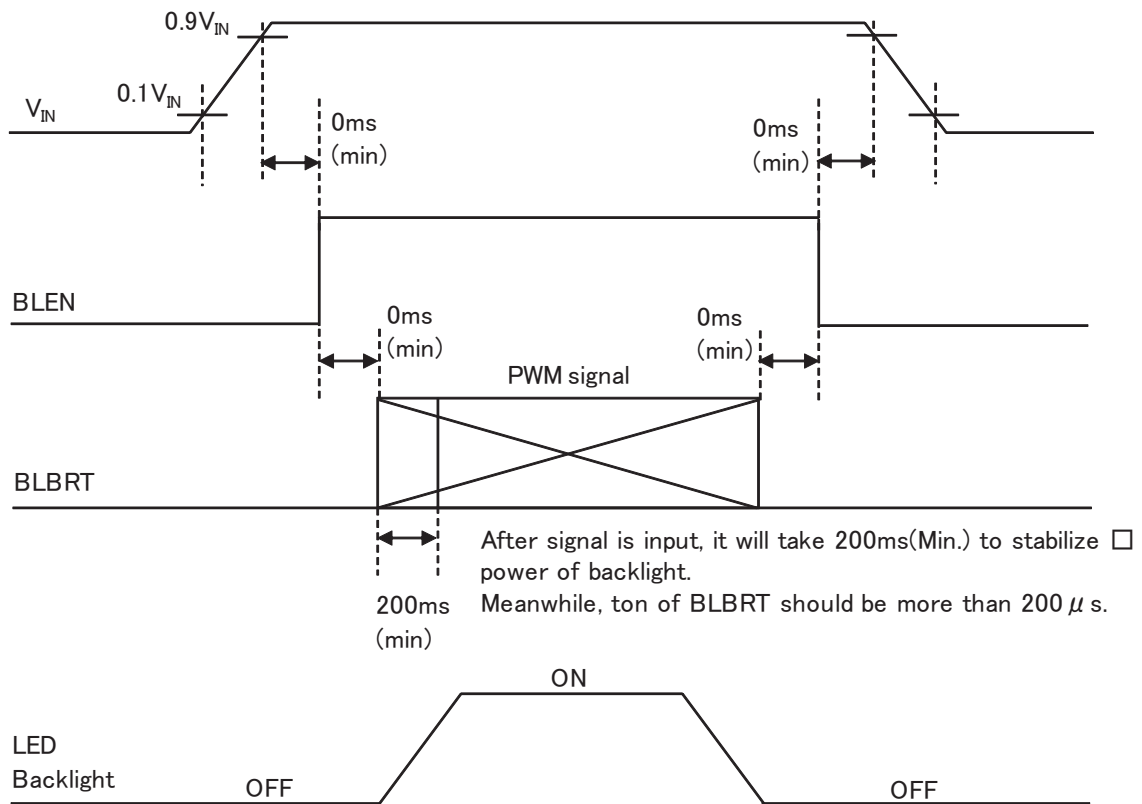 0.9VIN
0.1VIN
VIN
0ms
(min)
0ms
(min)
BLEN
0ms
(min)
0ms
(min)
PWM signal
BLBRT
After signal is input, it will take 200ms(Min.) to stabilize □
power of backlight.
200ms
(min)
Meanwhile, ton of BLBRT should be more than 200 μ s.
ON
LED
Backlight
OFF
OFF